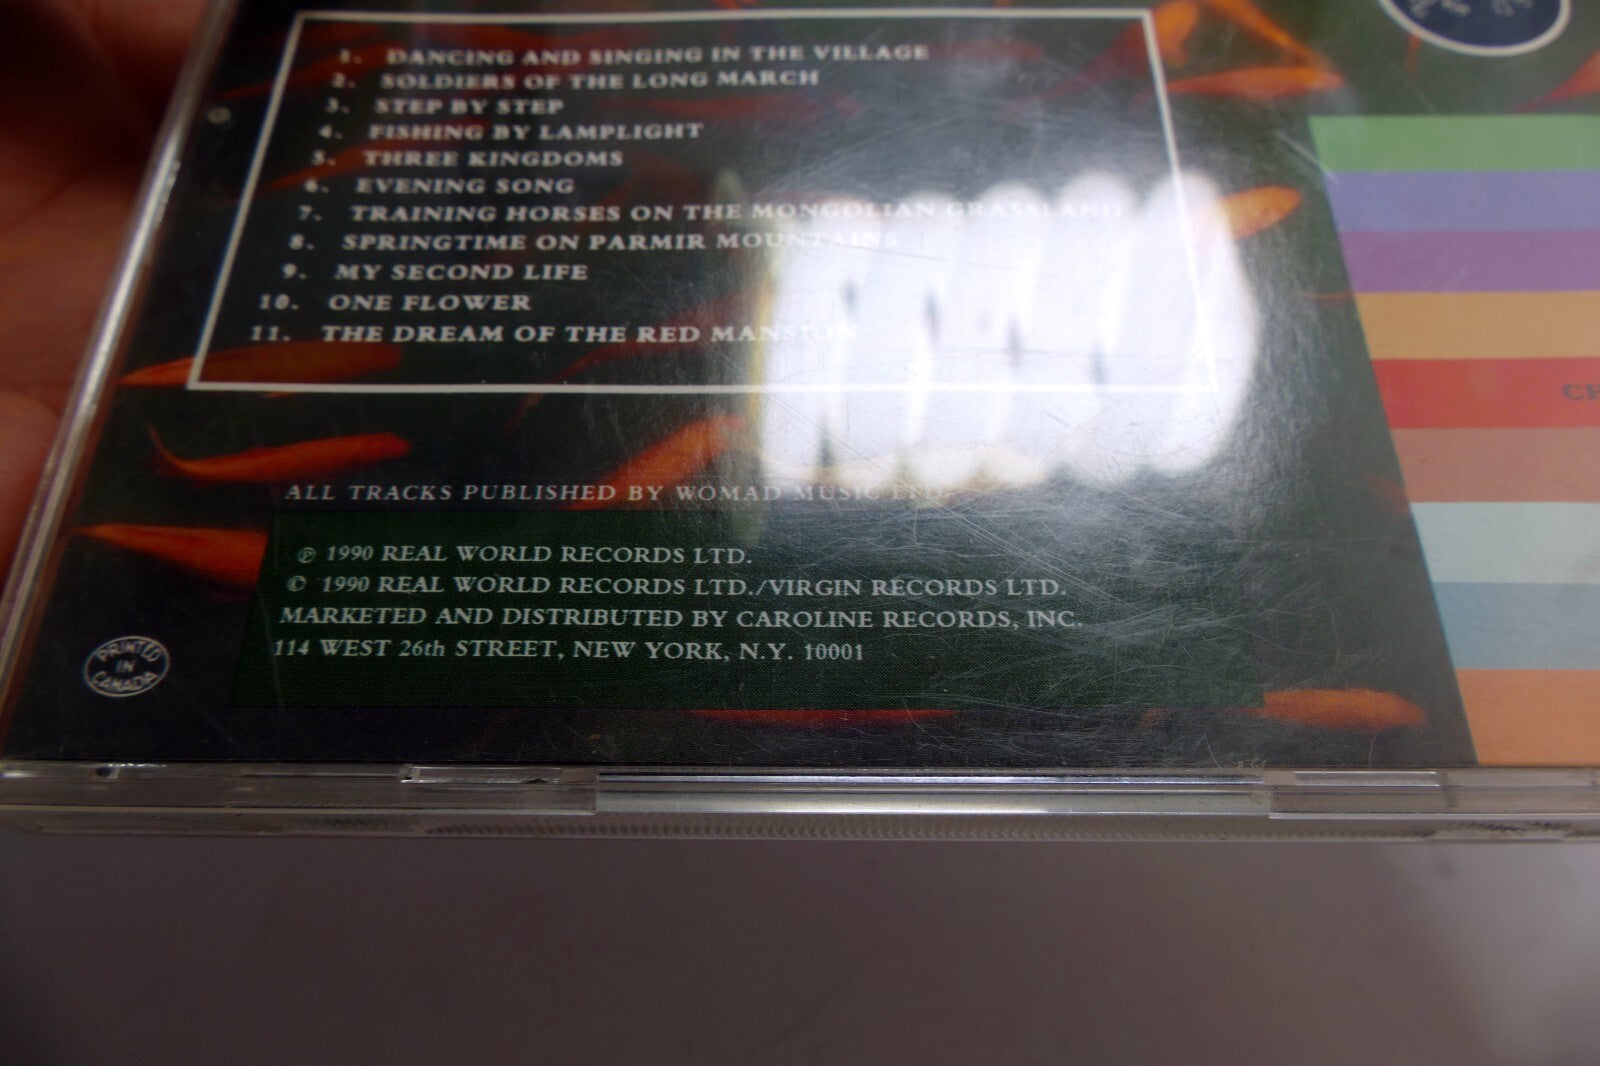 1. DANCING AND SINGING IN THE VILLAGE
2. SOLDIERS OF THE LONG MARCH
3. STEP BY STEP
4. FISHING BY LAMPLIGHT
5. THREE KINGDOMS
6. EVENING SONG
7. TRAINING HORSES ON THE MONGOLIAN GRASSLAND
8. SPRINGTIME ON PARMIR MOUNTAINS
9. MY SECOND LIFE
10. ONE FLOWER
11. THE DREAM OF THE RED MANSION
ALL TRACKS PUBLISHED BY WOMAD MUSIC LTD.
℗ 1990 REAL WORLD RECORDS LTD.
© 1990 REAL WORLD RECORDS LTD./VIRGIN RECORDS LTD.
MARKETED AND DISTRIBUTED BY CAROLINE RECORDS, INC.
114 WEST 26th STREET, NEW YORK, N.Y. 10001
PRINTED
IN
CANADA